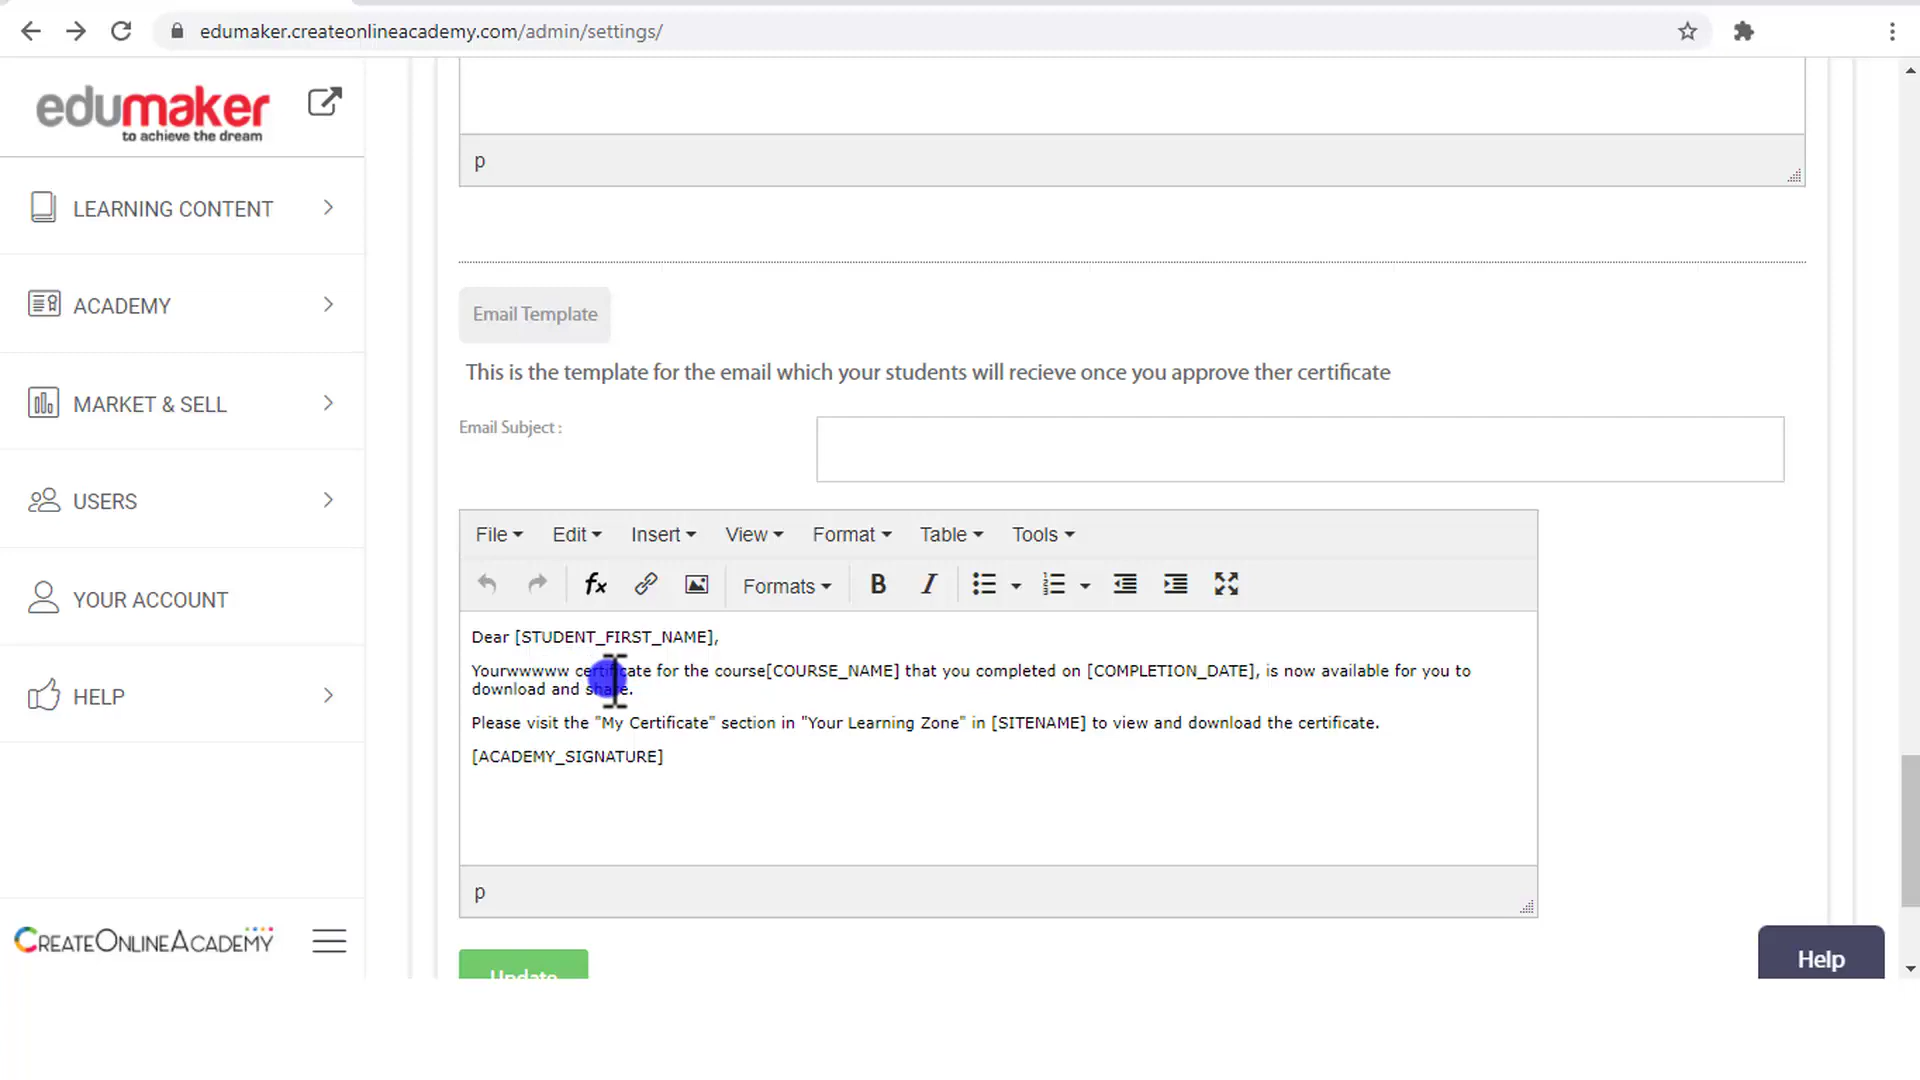 edumaker.createonlineacademy.com/admin/settings/
edumaker
to achieve the dream
LEARNING CONTENT
ACADEMY
MARKET & SELL
USERS
YOUR ACCOUNT
HELP
CREATEONLINEACADEMY
p
Email Template
This is the template for the email which your students will recieve once you approve ther certificate
Email Subject :
File Edit Insert View Format Table Tools
fx Formats B I
Dear [STUDENT_FIRST_NAME],
Yourwwwww certificate for the course[COURSE_NAME] that you completed on [COMPLETION_DATE], is now available for you to
download and share.
Please visit the "My Certificate" section in "Your Learning Zone" in [SITENAME] to view and download the certificate.
[ACADEMY_SIGNATURE]
p
Update
Help